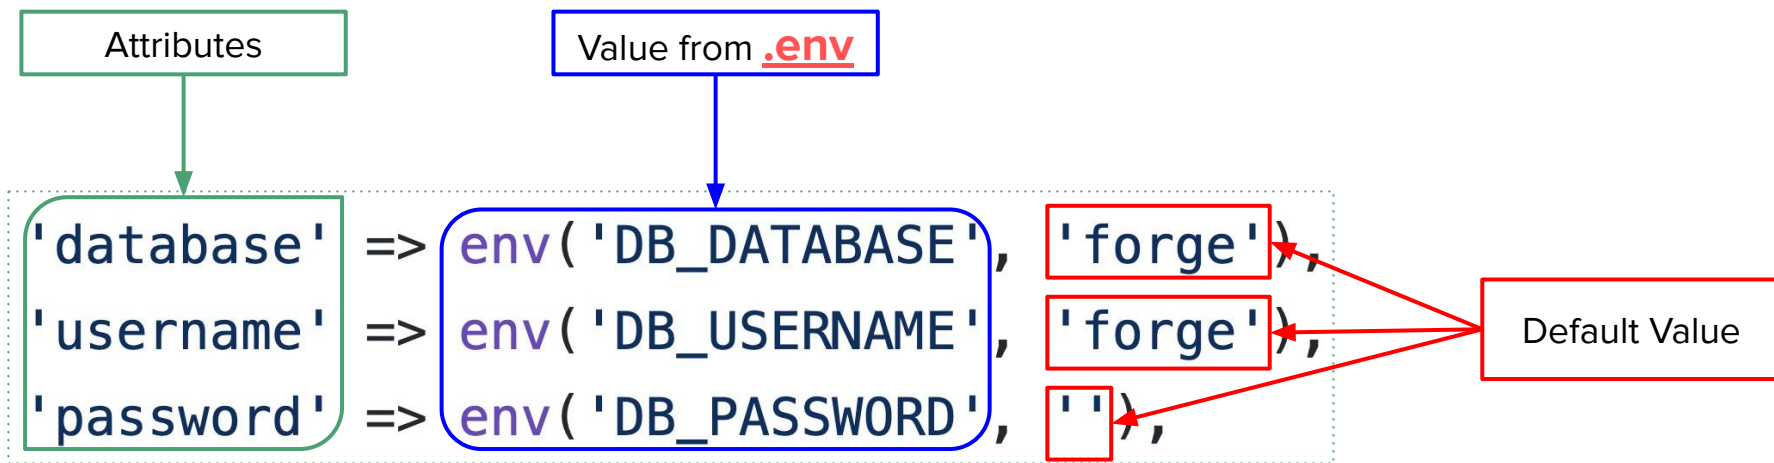 Attributes
Value from .env
'database' => env('DB_DATABASE', 'forge'),
'username' => env('DB_USERNAME', 'forge'),
Default Value
'password' => env('DB_PASSWORD', ''),